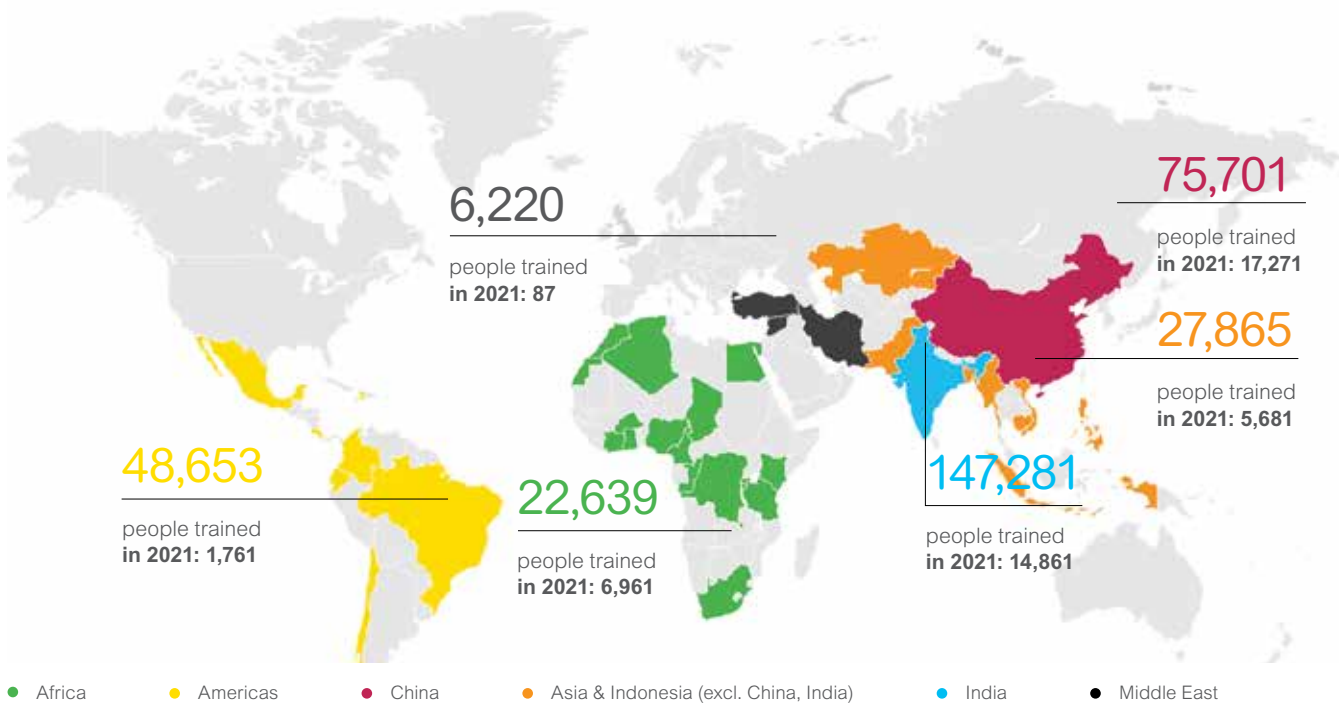 75,701
people trained
in 2021: 17,271
6,220
people trained
in 2021: 87
27,865
people trained
in 2021: 5,681
48,653
people trained
in 2021: 1,761
22,639
people trained
in 2021: 6,961
147,281
people trained
in 2021: 14,861
Africa
Americas
China
Asia & Indonesia (excl. China, India)
India
Middle East